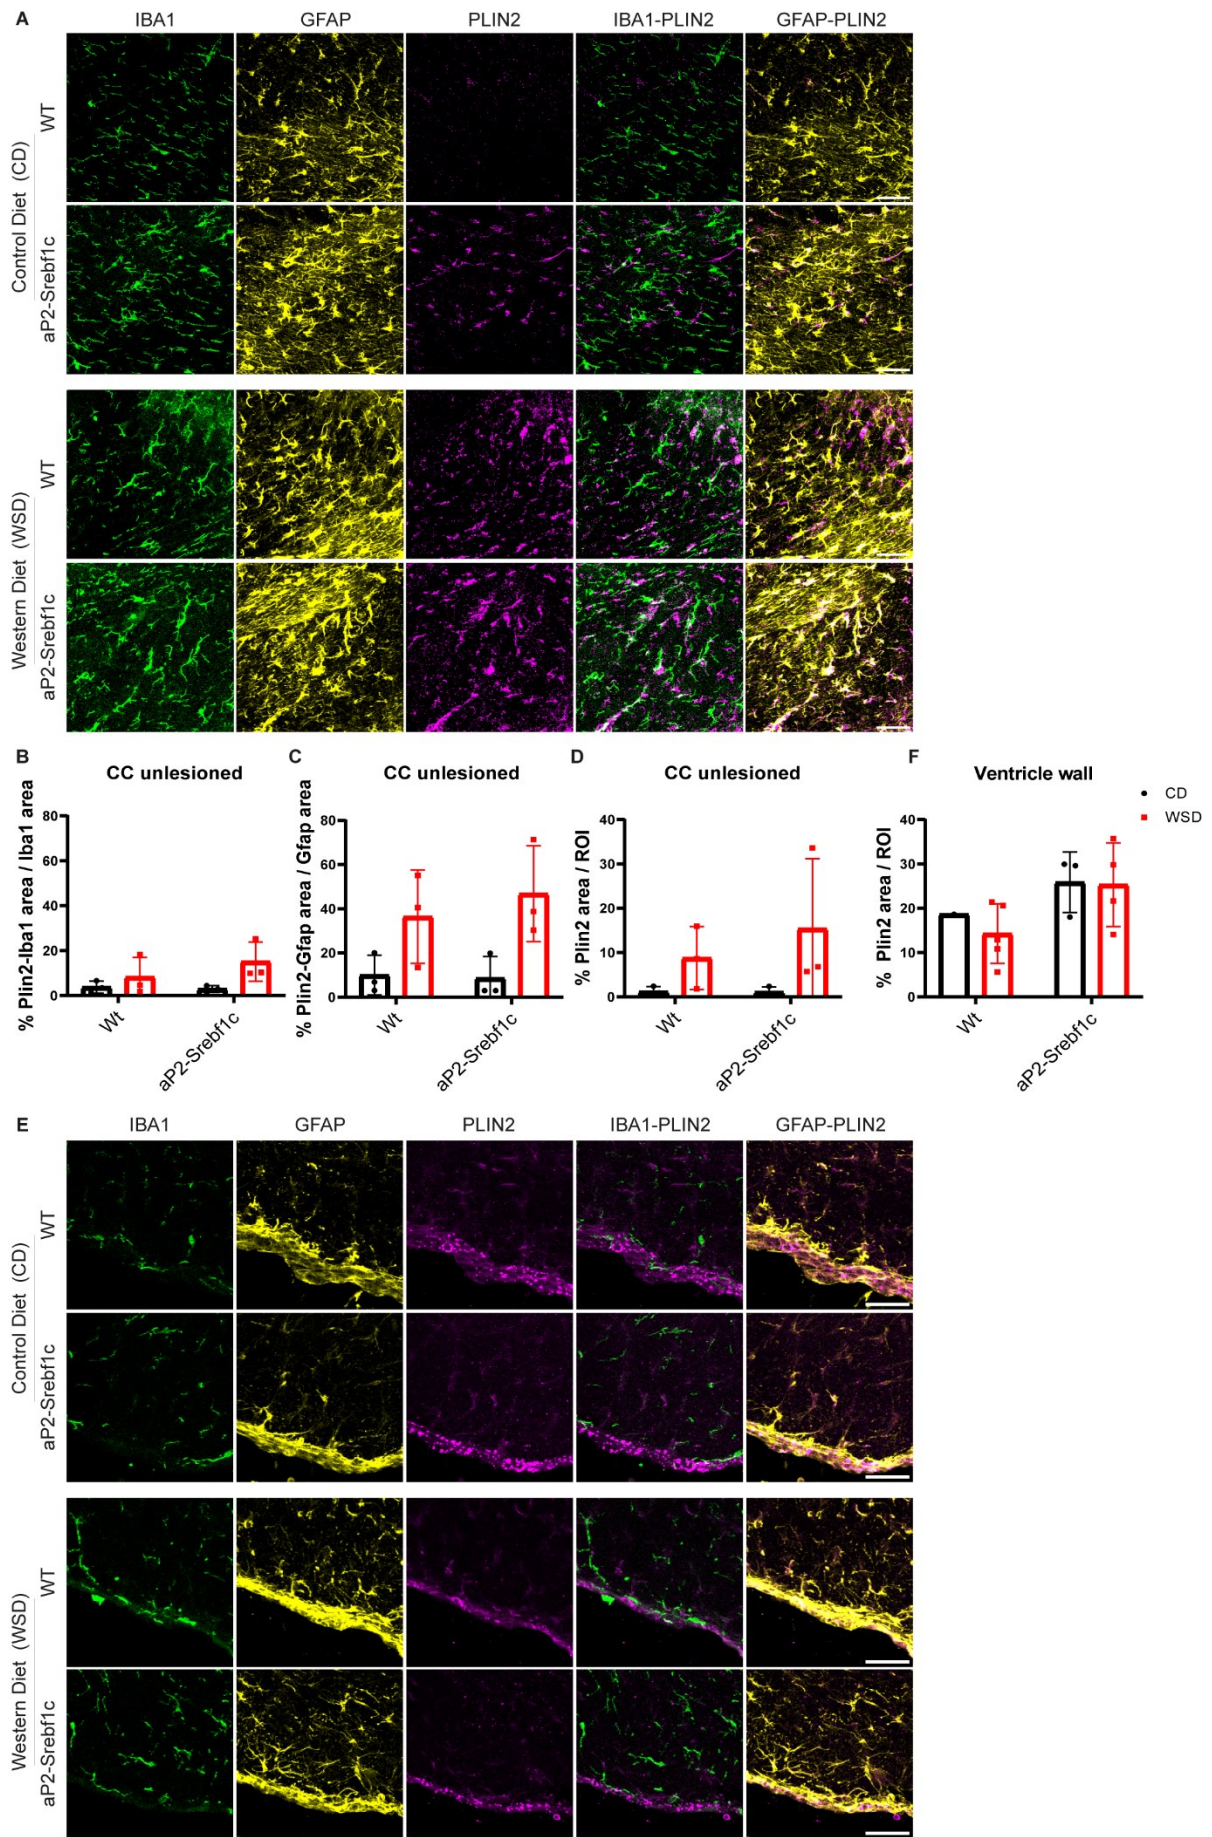 A
IBA1 GFAP PLIN2 IBA1-PLIN2 GFAP-PLIN2
Control Diet (CD)
WT
aP2-Srebf1c
Western Diet (WSD)
WT
aP2-Srebf1c
B
CC unlesioned
% Plin2-Iba1 area / Iba1 area
80
60
40
20
0
Wt
aP2-Srebf1c
C
CC unlesioned
% Plin2-Gfap area / Gfap area
80
60
40
20
0
Wt
aP2-Srebf1c
D
CC unlesioned
% Plin2 area / ROI
40
30
20
10
0
Wt
aP2-Srebf1c
F
Ventricle wall
% Plin2 area / ROI
40
30
20
10
0
Wt
aP2-Srebf1c
CD
WSD
E
IBA1 GFAP PLIN2 IBA1-PLIN2 GFAP-PLIN2
Control Diet (CD)
WT
aP2-Srebf1c
Western Diet (WSD)
WT
aP2-Srebf1c